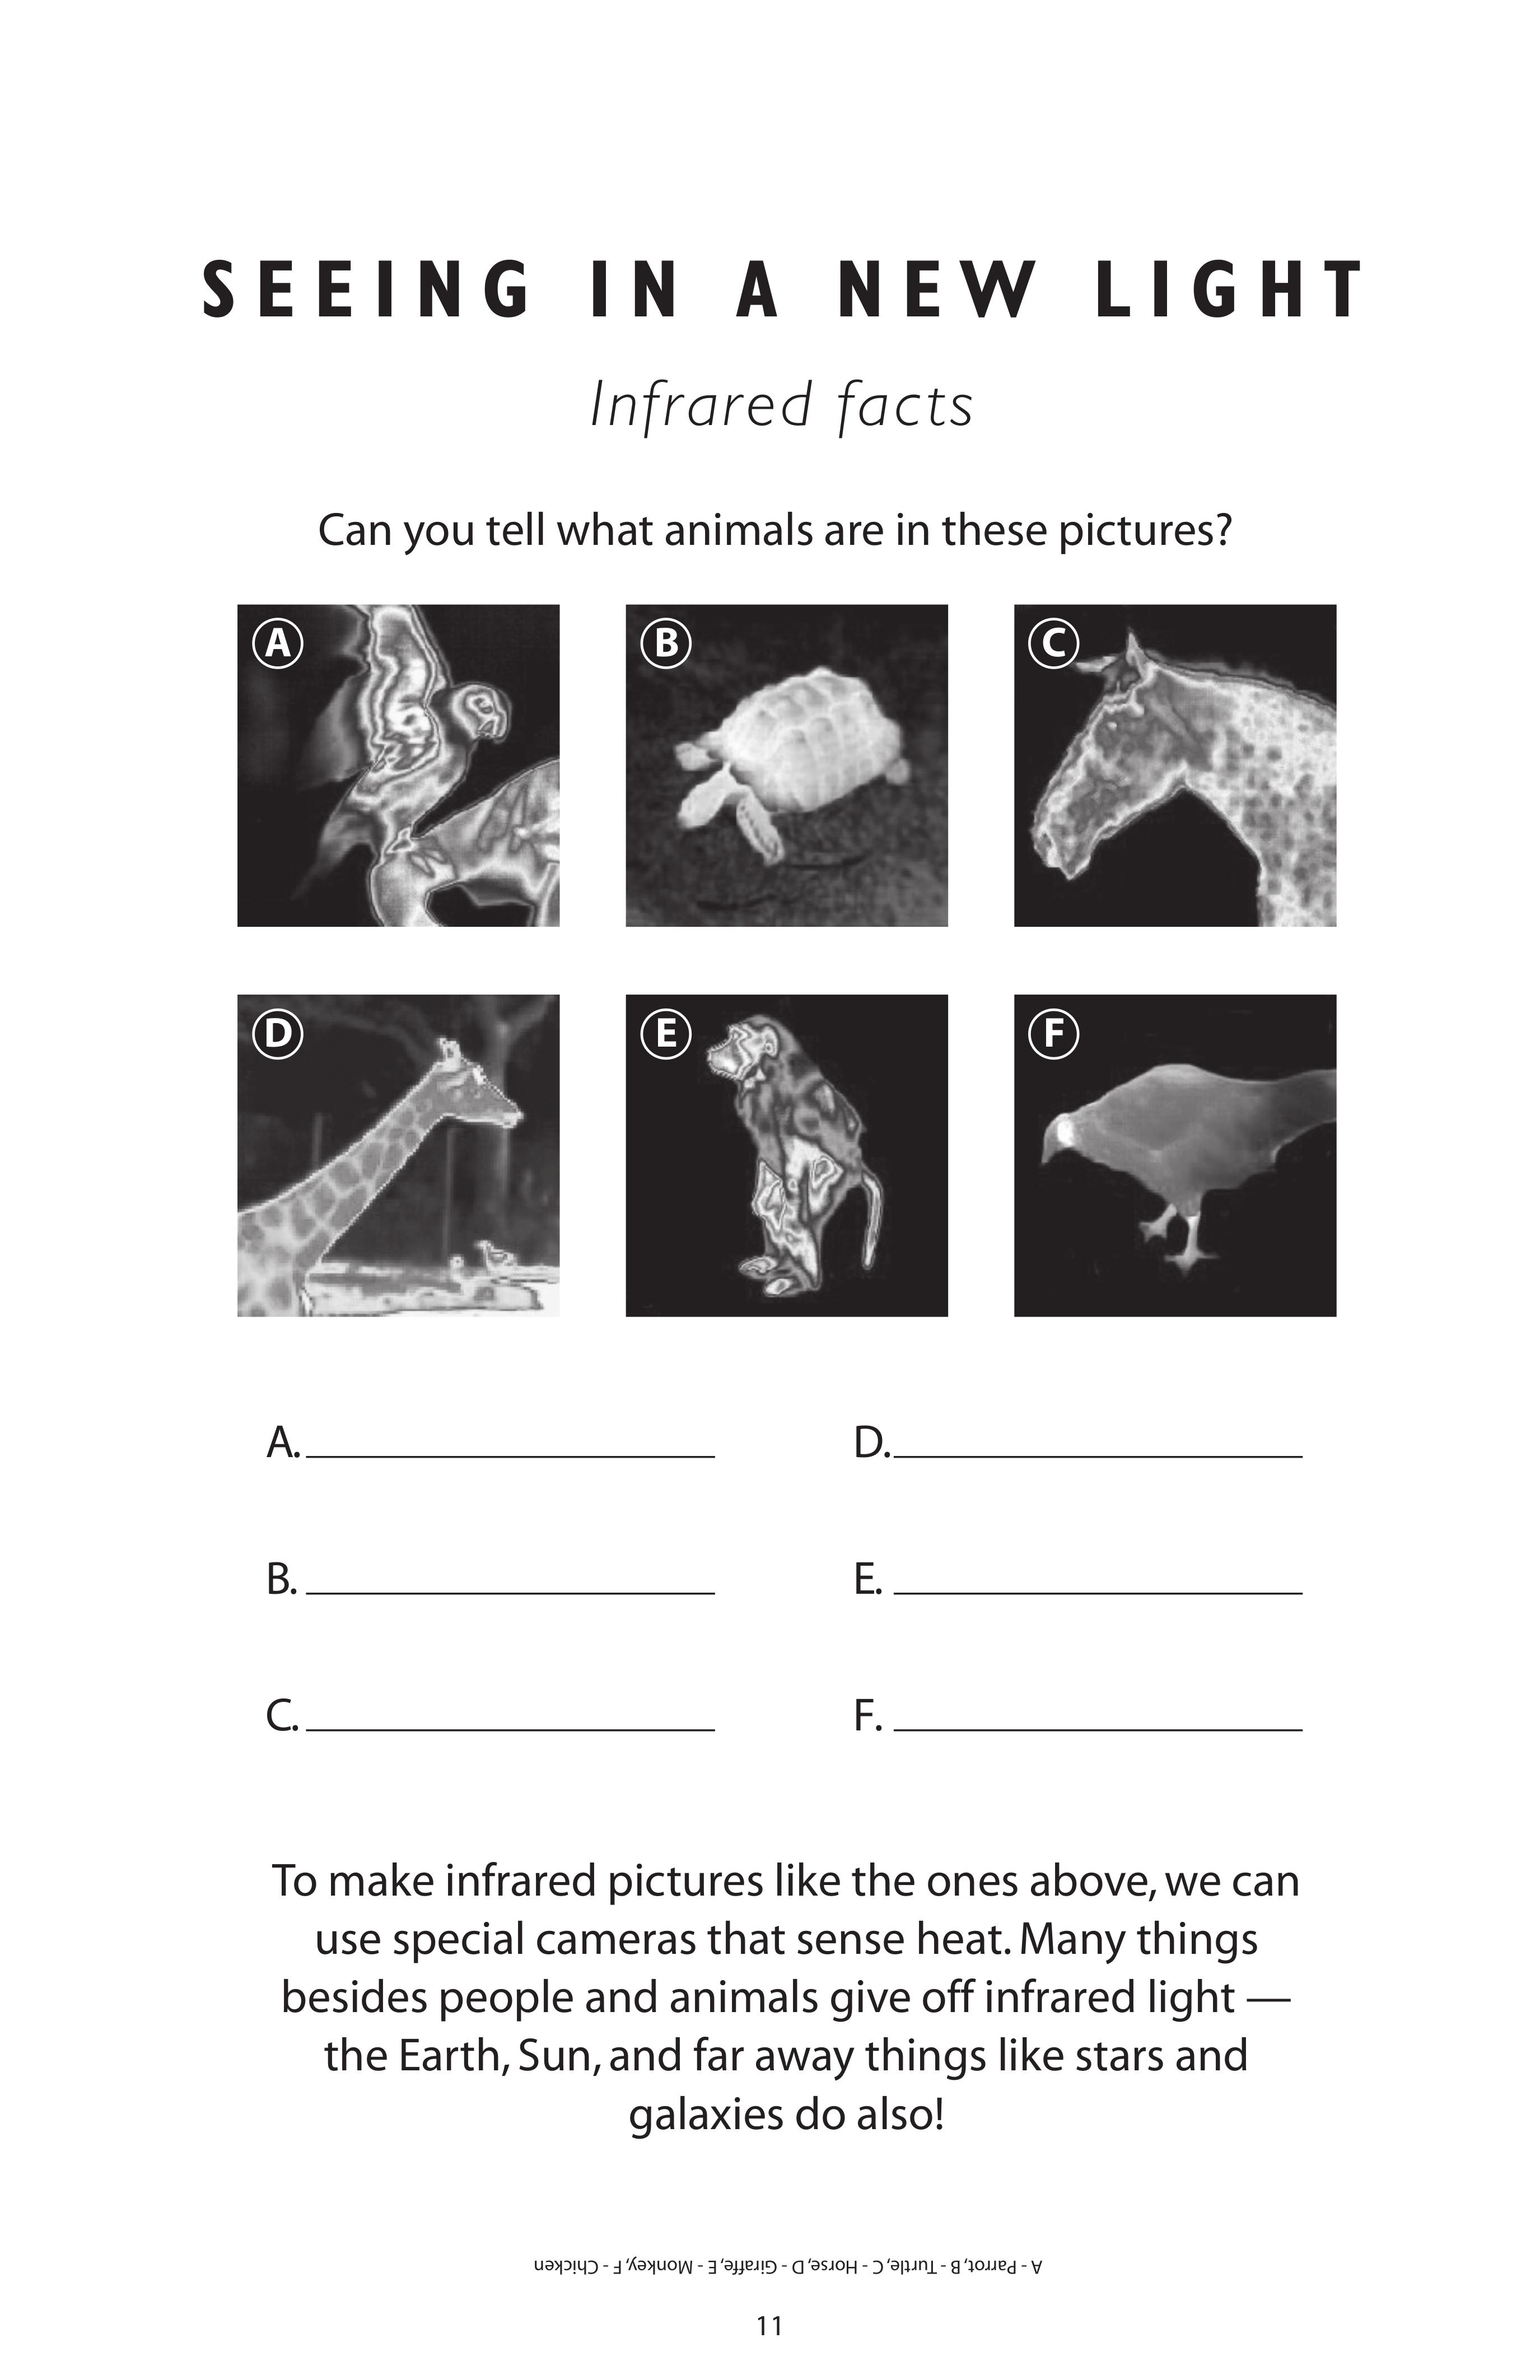 SEEING IN A NEW LIGHT
Infrared facts
Can you tell what animals are in these pictures?
A
B
C
D
E
F
A.
D.
B.
E.
C.
F.
To make infrared pictures like the ones above, we can
use special cameras that sense heat. Many things
besides people and animals give off infrared light —
the Earth, Sun, and far away things like stars and
galaxies do also!
A - Parrot, B - Turtle, C - Horse, D - Giraffe, E - Monkey, F - Chicken
11